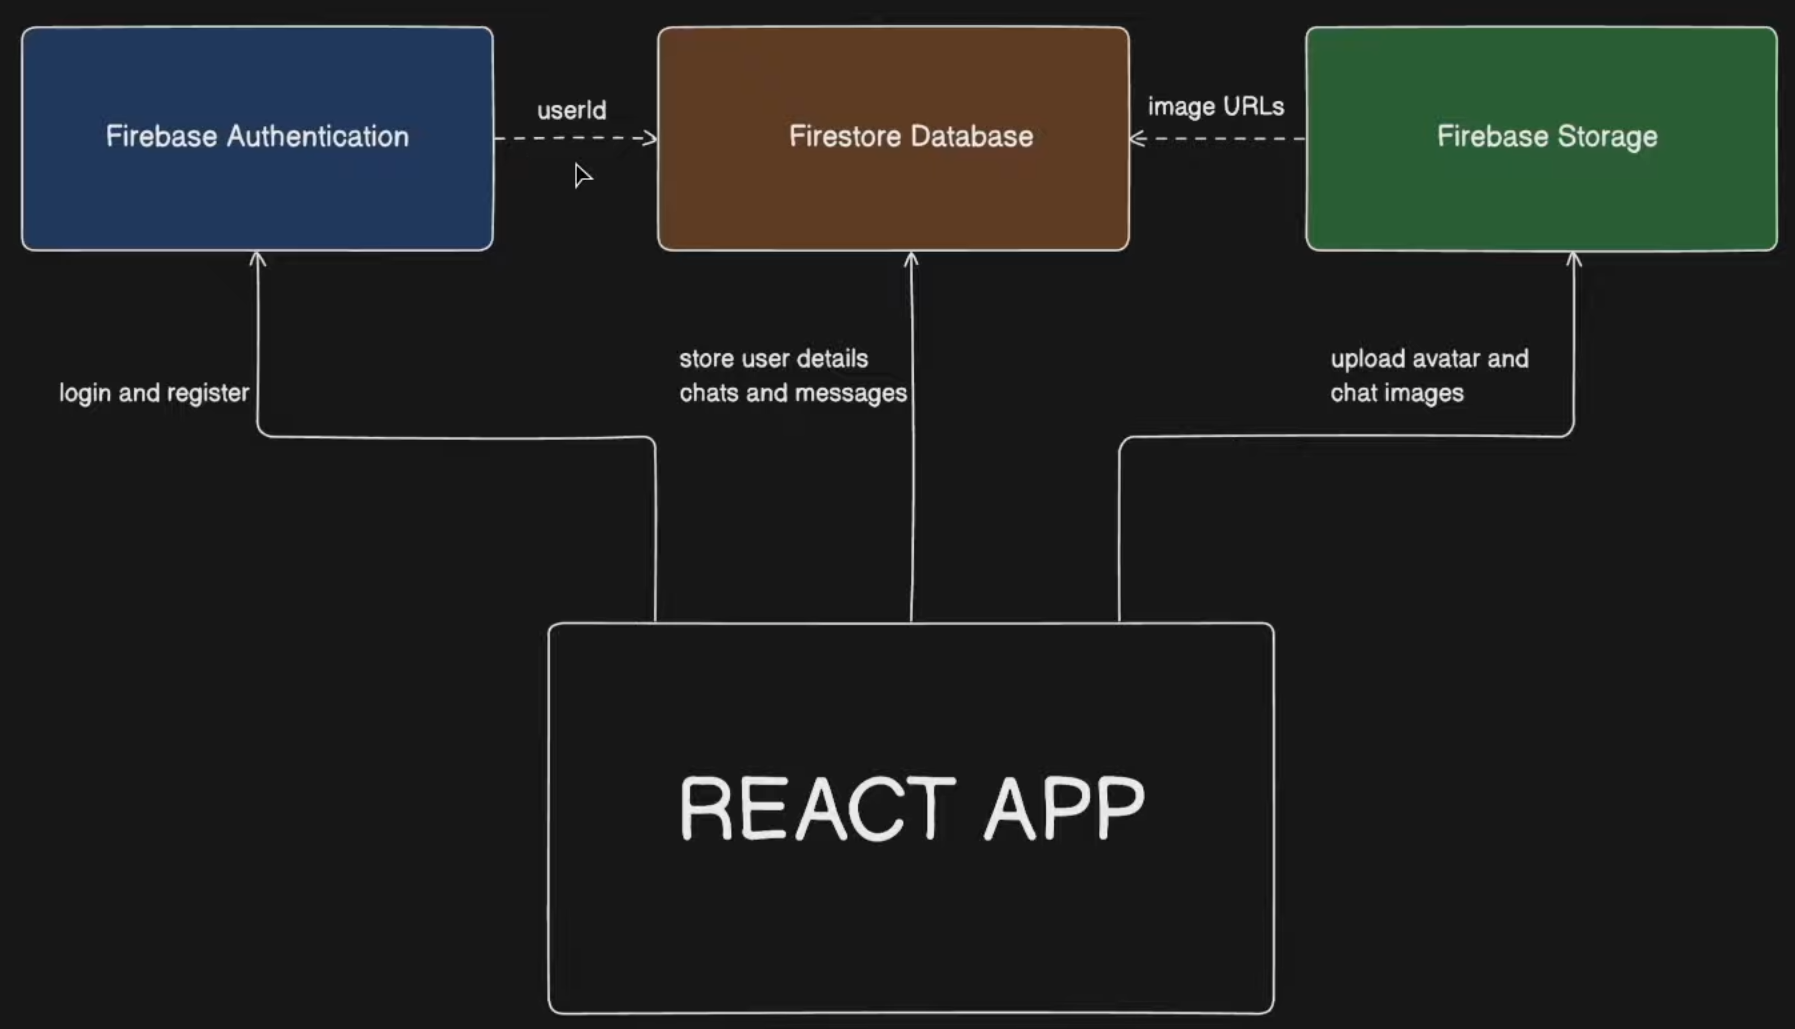 Firebase Authentication
userId
Firestore Database
image URLs
Firebase Storage
login and register
store user details
chats and messages
upload avatar and
chat images
REACT APP